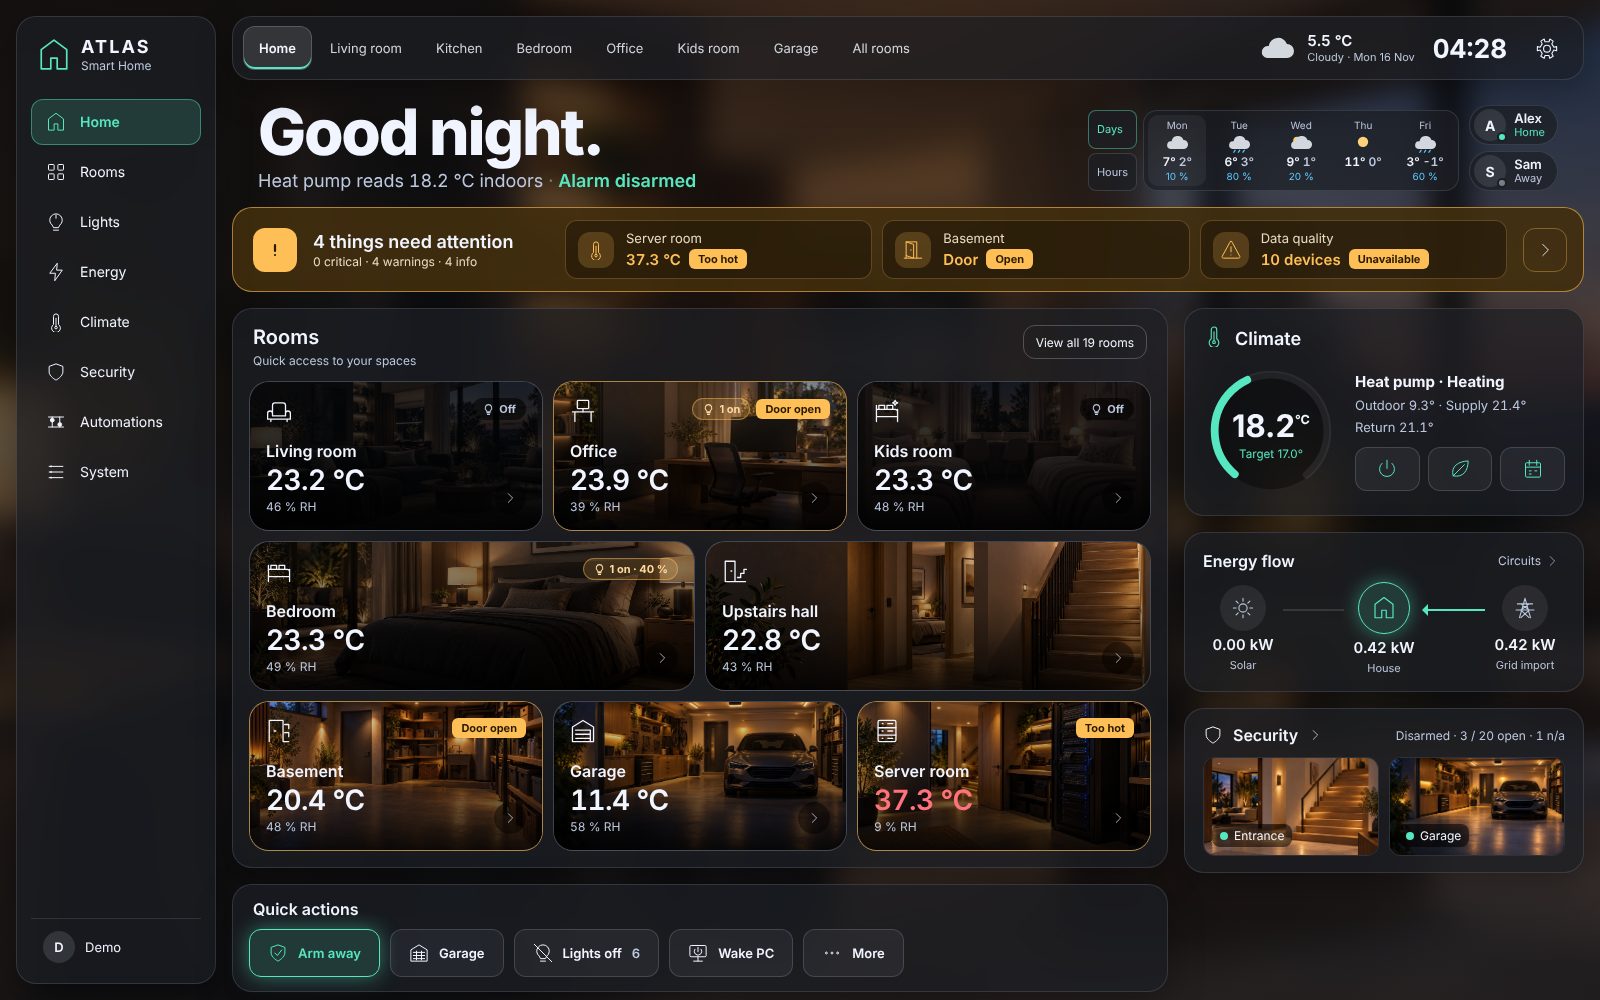 ATLAS
Smart Home
Home
Rooms
Lights
Energy
Climate
Security
Automations
System
D Demo
Home Living room Kitchen Bedroom Office Kids room Garage All rooms
5.5 °C
Cloudy · Mon 16 Nov
04:28
Good night.
Heat pump reads 18.2 °C indoors · Alarm disarmed
Days
Hours
Mon Tue Wed Thu Fri
7° 2° 6° 3° 9° 1° 11° 0° 3° -1°
10 % 80 % 20 % 60 %
A Alex
Home
S Sam
Away
! 4 things need attention
0 critical · 4 warnings · 4 info
Server room
37.3 °C Too hot
Basement
Door Open
Data quality
10 devices Unavailable
Rooms
Quick access to your spaces
View all 19 rooms
Off
Living room
23.2 °C
46 % RH
1 on Door open
Office
23.9 °C
39 % RH
Off
Kids room
23.3 °C
48 % RH
1 on · 40 %
Bedroom
23.3 °C
49 % RH
Upstairs hall
22.8 °C
43 % RH
Door open
Basement
20.4 °C
48 % RH
Garage
11.4 °C
58 % RH
Too hot
Server room
37.3 °C
9 % RH
Quick actions
Arm away Garage Lights off 6 Wake PC More
Climate
18.2 °C
Target 17.0°
Heat pump · Heating
Outdoor 9.3° · Supply 21.4°
Return 21.1°
Energy flow
Circuits
0.00 kW
Solar
0.42 kW
House
0.42 kW
Grid import
Security
Disarmed · 3 / 20 open · 1 n/a
Entrance
Garage